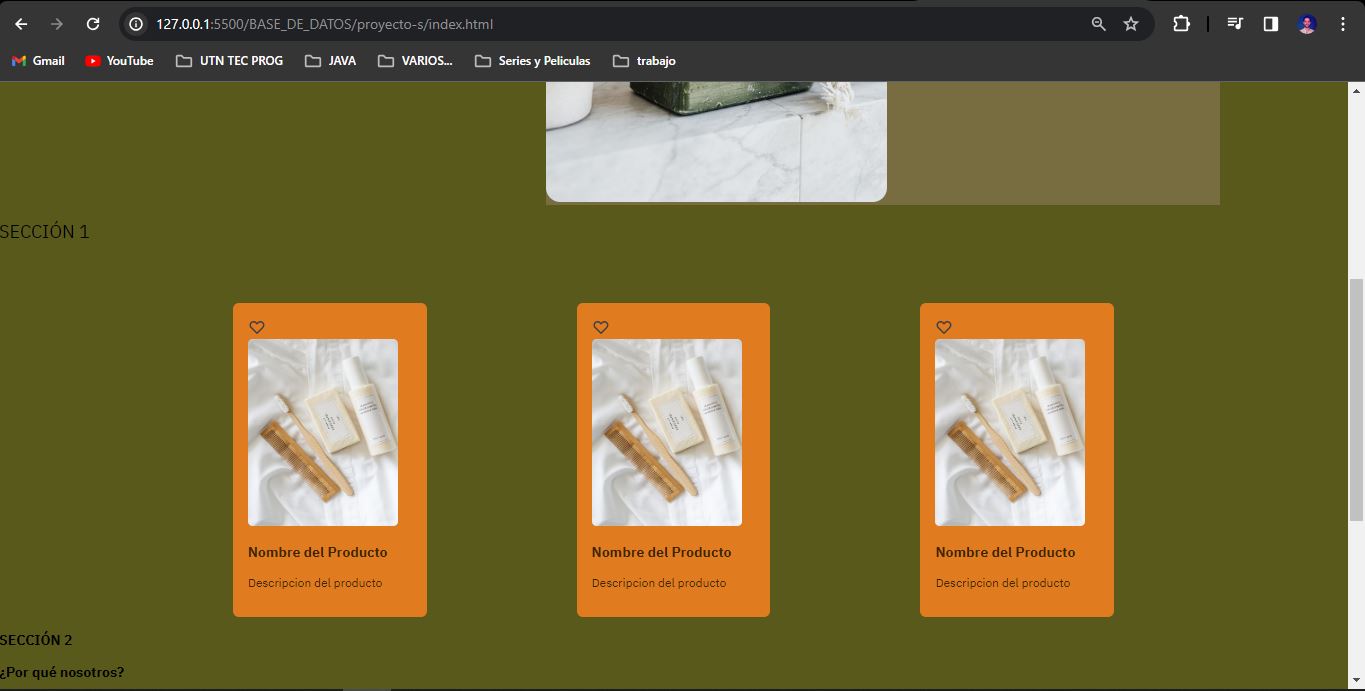 127.0.0.1:5500/BASE_DE_DATOS/proyecto-s/index.html
Gmail YouTube UTN TEC PROG JAVA VARIOS... Series y Peliculas trabajo
SECCIÓN 1
Nombre del Producto Nombre del Producto Nombre del Producto
Descripcion del producto Descripcion del producto Descripcion del producto
SECCIÓN 2
¿Por qué nosotros?